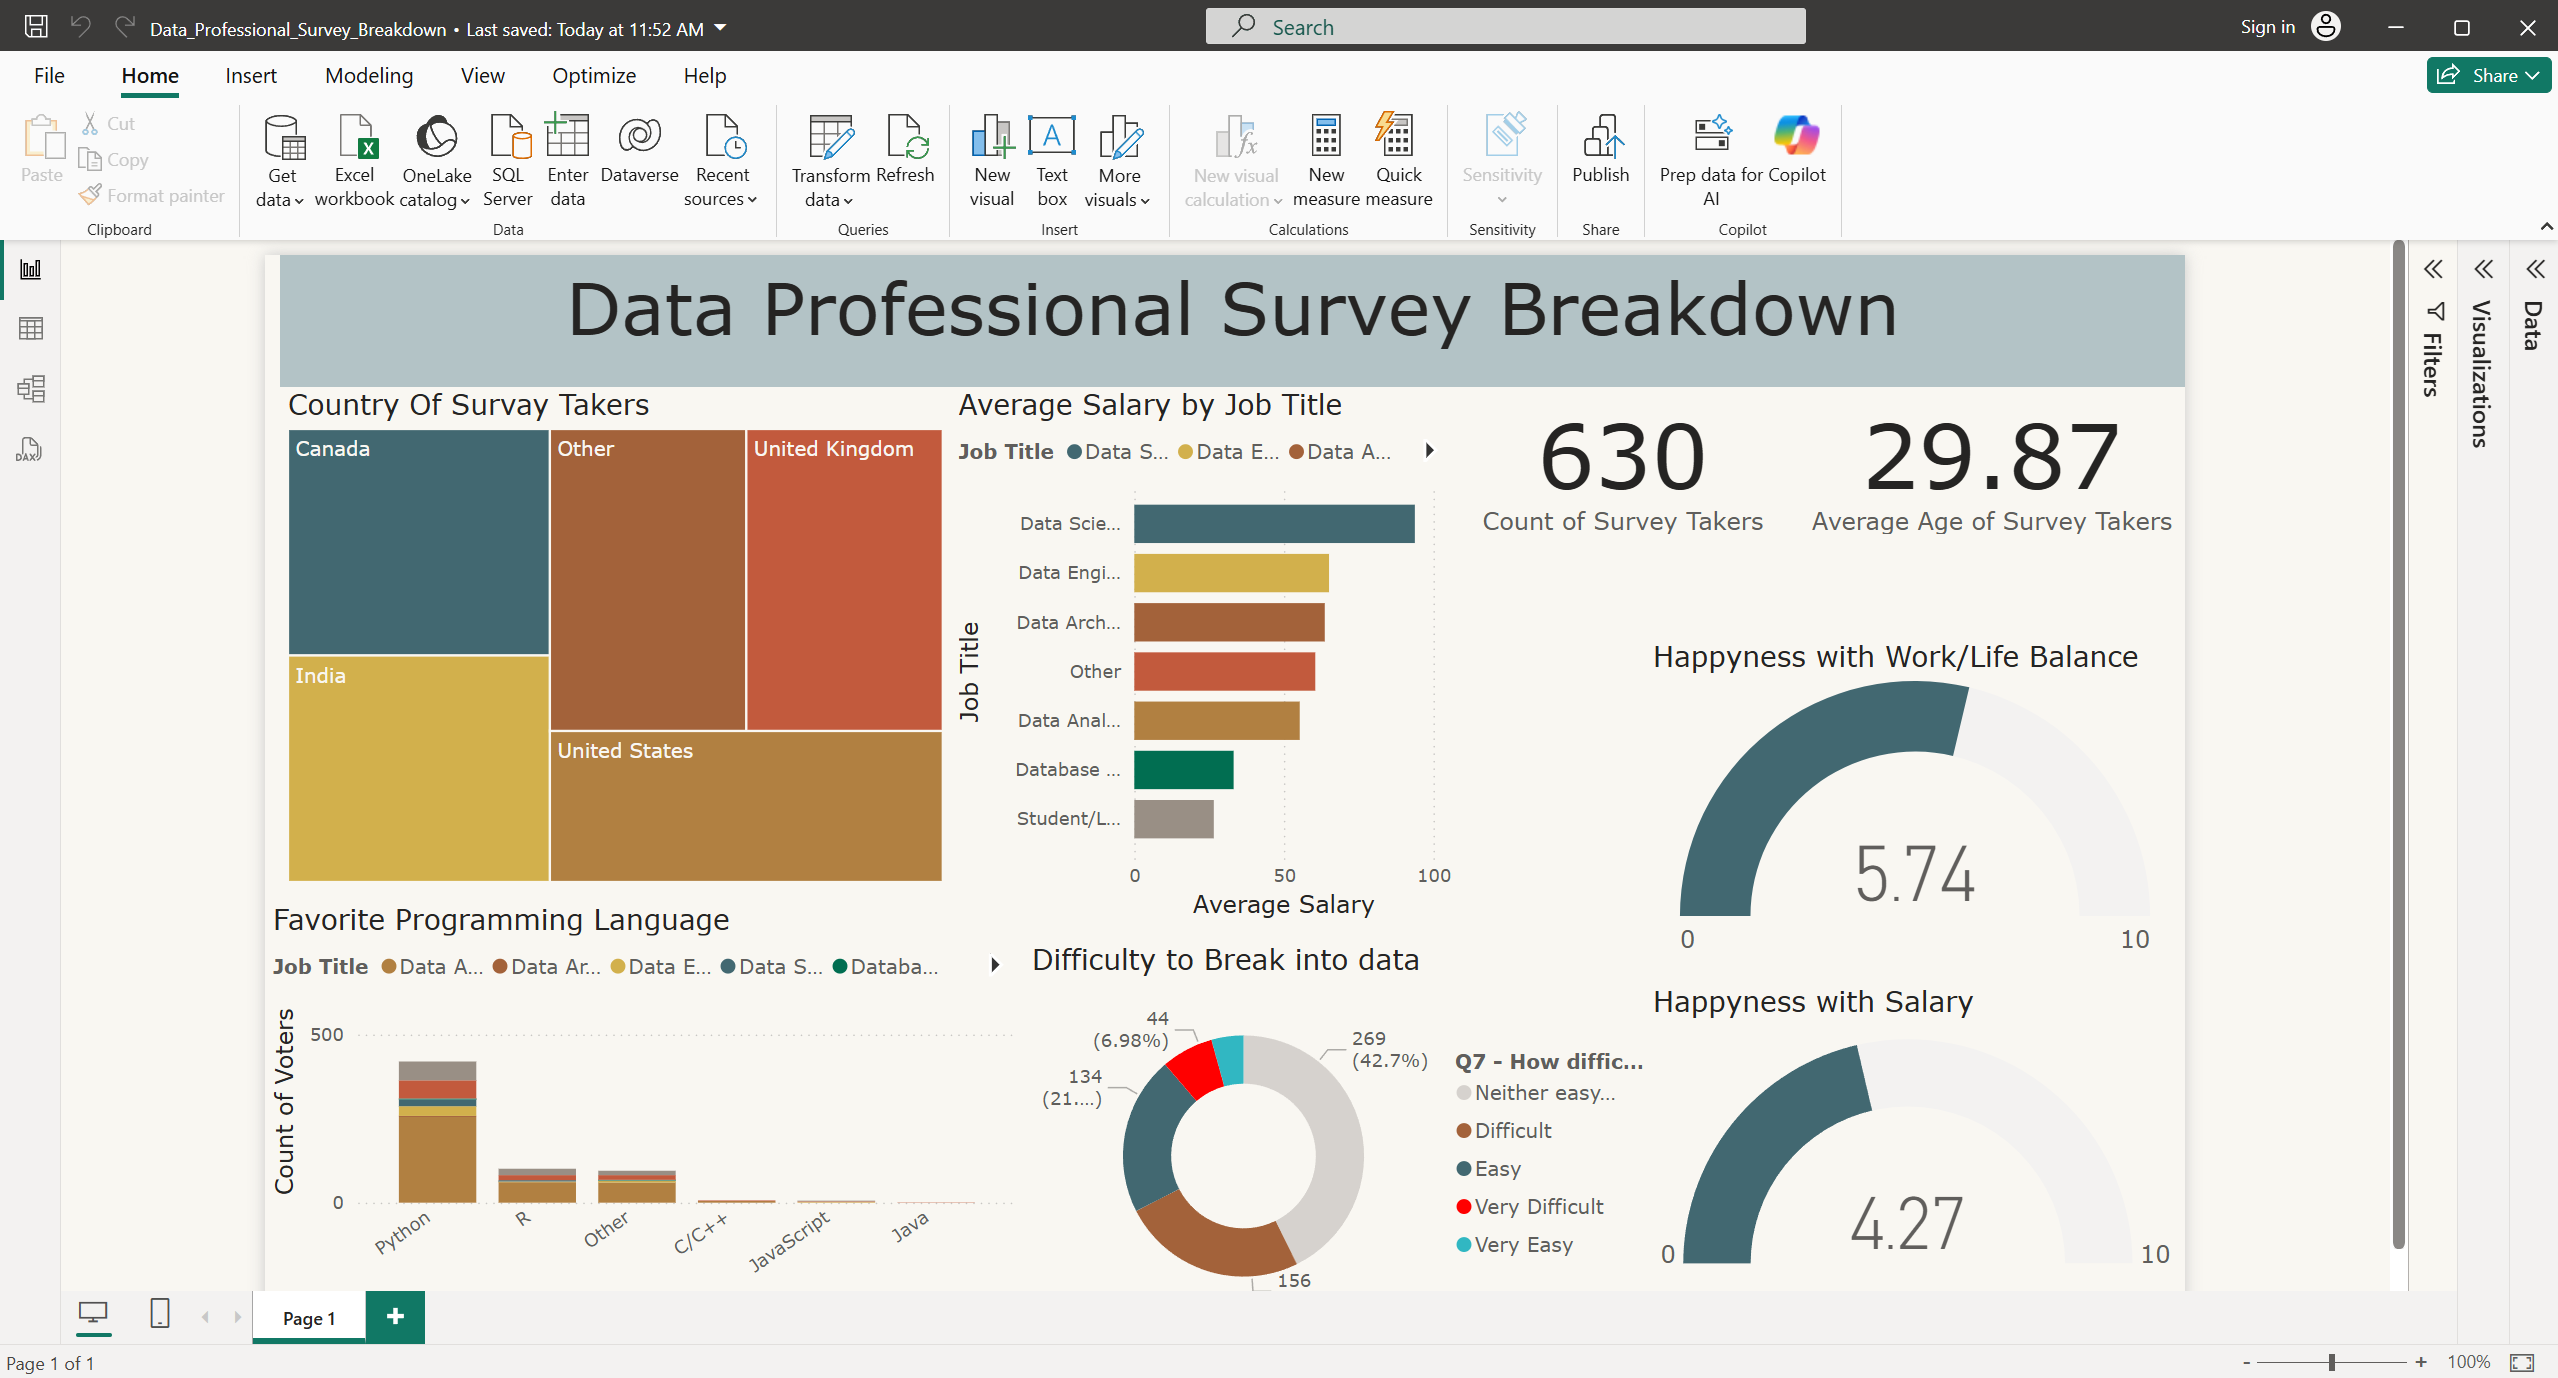 Data_Professional_Survey_Breakdown • Last saved: Today at 11:52 AM
Search
Sign in
File Home Insert Modeling View Optimize Help
Share
Paste
Cut
Copy
Format painter
Clipboard
Get data
Excel workbook
OneLake catalog
SQL Server
Enter data
Dataverse
Recent sources
Data
Transform data
Refresh
Queries
New visual
Text box
More visuals
Insert
New visual calculation
New measure
Quick measure
Calculations
Sensitivity
Sensitivity
Publish
Share
Prep data for AI
Copilot
Copilot
DAX
Data Professional Survey Breakdown
Country Of Survay Takers
Canada
Other
United Kingdom
India
United States
Average Salary by Job Title
Job Title Data S... Data E... Data A...
Job Title
Data Scie...
Data Engi...
Data Arch...
Other
Data Anal...
Database ...
Student/L...
0 50 100
Average Salary
630
Count of Survey Takers
29.87
Average Age of Survey Takers
Happyness with Work/Life Balance
5.74
0 10
Favorite Programming Language
Job Title Data A... Data Ar... Data E... Data S... Databa...
Count of Voters
500
0
Python
R
Other
C/C++
JavaScript
Java
Difficulty to Break into data
44
(6.98%)
269
(42.7%)
134
(21....)
156
Q7 - How diffic...
Neither easy...
Difficult
Easy
Very Difficult
Very Easy
Happyness with Salary
4.27
0 10
Filters
Visualizations
Data
Page 1
Page 1 of 1
- + 100%